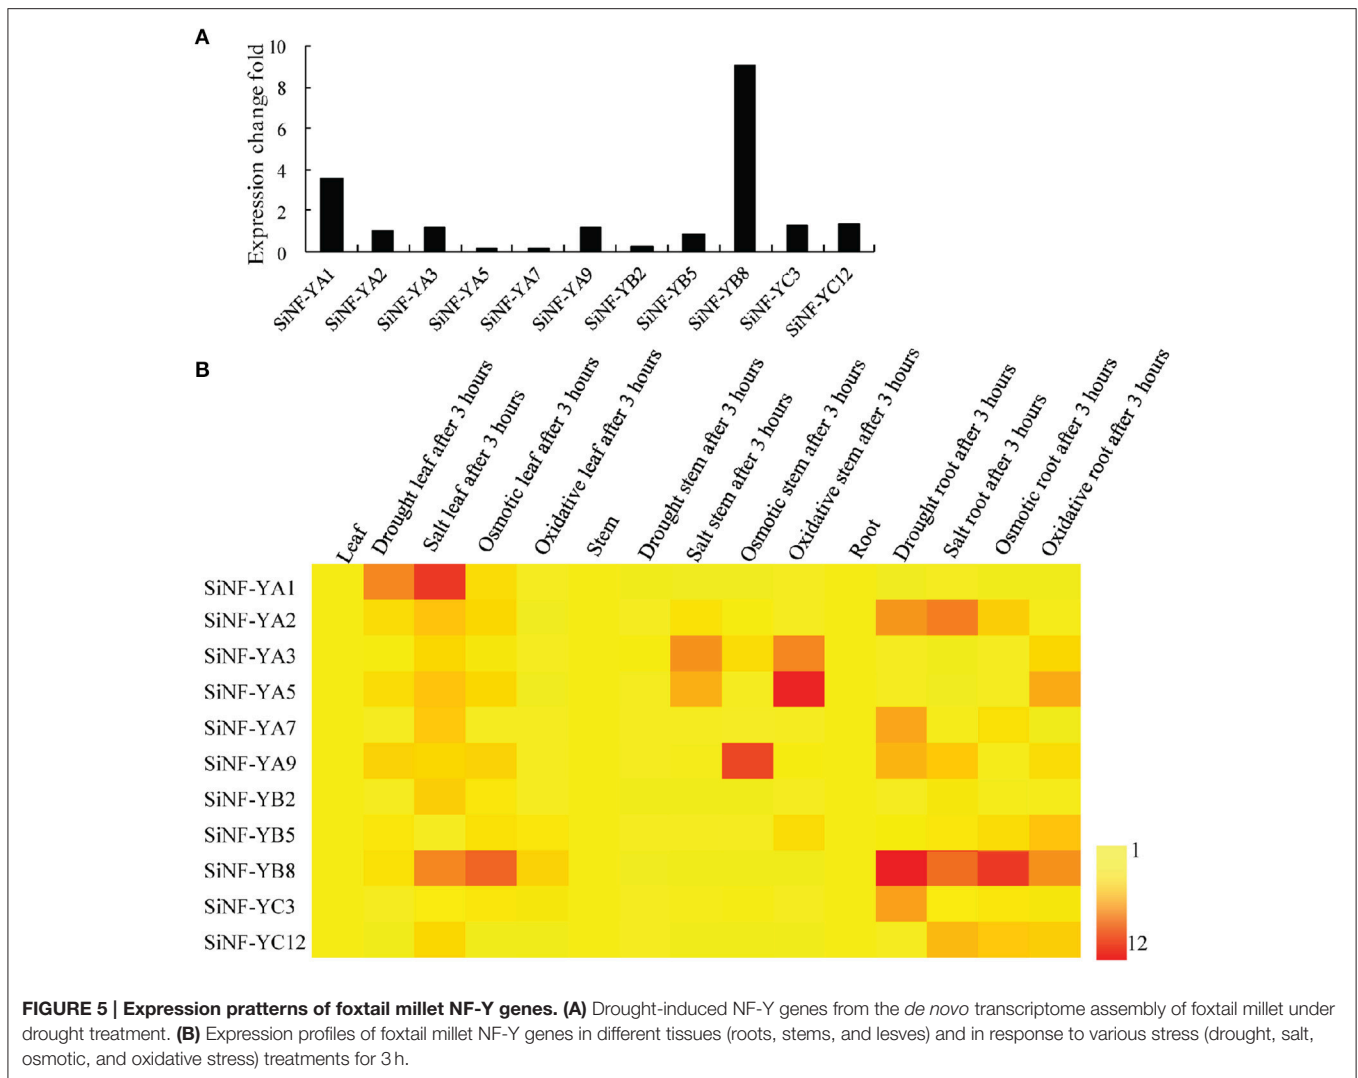 A
Expression change fold
10
8
6
4
2
0
SiNF-YA1
SiNF-YA2
SiNF-YA3
SiNF-YA5
SiNF-YA7
SiNF-YA9
SiNF-YB2
SiNF-YB5
SiNF-YB8
SiNF-YC3
SiNF-YC12
B
Leaf
Drought leaf after 3 hours
Salt leaf after 3 hours
Osmotic leaf after 3 hours
Oxidative leaf after 3 hours
Stem
Drought stem after 3 hours
Salt stem after 3 hours
Osmotic stem after 3 hours
Oxidative stem after 3 hours
Root
Drought root after 3 hours
Salt root after 3 hours
Osmotic root after 3 hours
Oxidative root after 3 hours
SiNF-YA1
SiNF-YA2
SiNF-YA3
SiNF-YA5
SiNF-YA7
SiNF-YA9
SiNF-YB2
SiNF-YB5
SiNF-YB8
SiNF-YC3
SiNF-YC12
1
12
FIGURE 5 | Expression pratterns of foxtail millet NF-Y genes. (A) Drought-induced NF-Y genes from the de novo transcriptome assembly of foxtail millet under
drought treatment. (B) Expression profiles of foxtail millet NF-Y genes in different tissues (roots, stems, and lesves) and in response to various stress (drought, salt,
osmotic, and oxidative stress) treatments for 3 h.